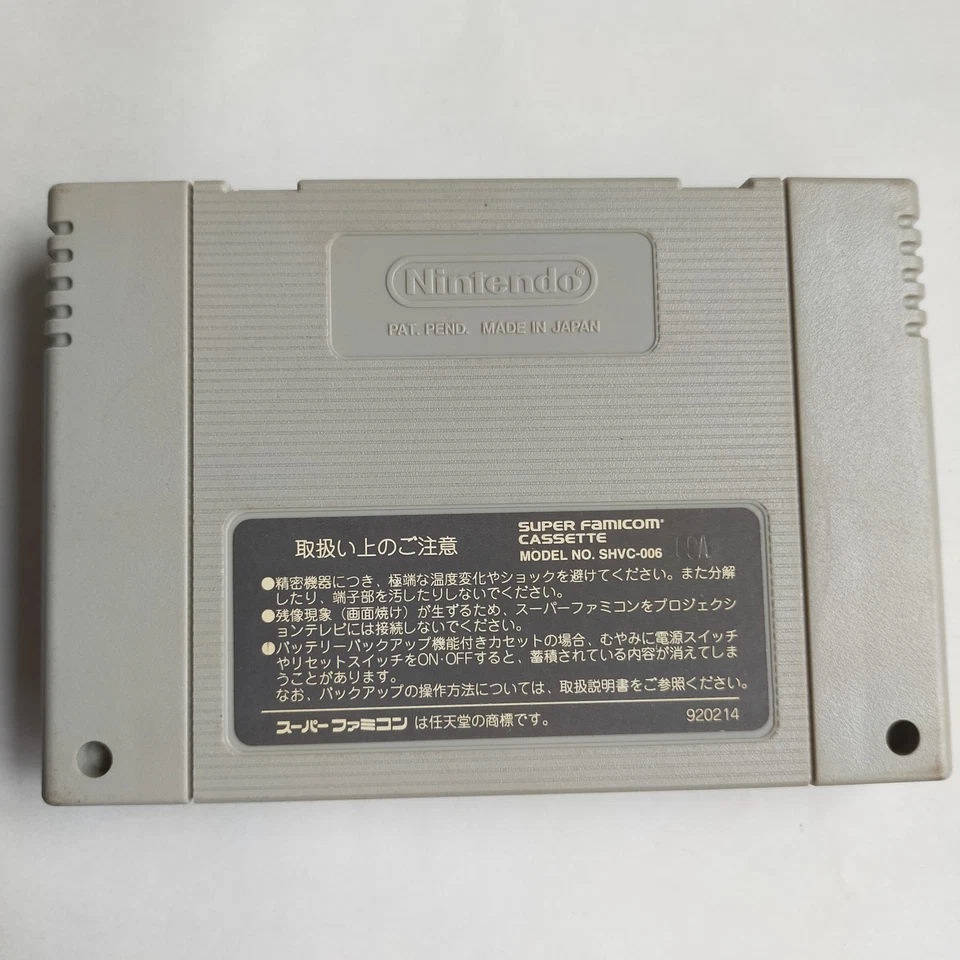 Nintendo®
PAT. PEND. MADE IN JAPAN
取扱い上のご注意
SUPER FAMICOM®
CASSETTE
MODEL NO. SHVC-006
●精密機器につき、極端な温度変化やショックを避けてください。また分解
したり、端子部を汚したりしないでください。
●残像現象(画面焼け)が生ずるため、スーパーファミコンをプロジェクシ
ョンテレビには接続しないでください。
●バッテリーバックアップ機能付きカセットの場合、むやみに電源スイッチ
やリセットスイッチをON・OFFすると、蓄積されている内容が消えてしま
うことがあります。
なお、バックアップの操作方法については、取扱説明書をご参照ください。
スーパーファミコン は任天堂の商標です。
920214